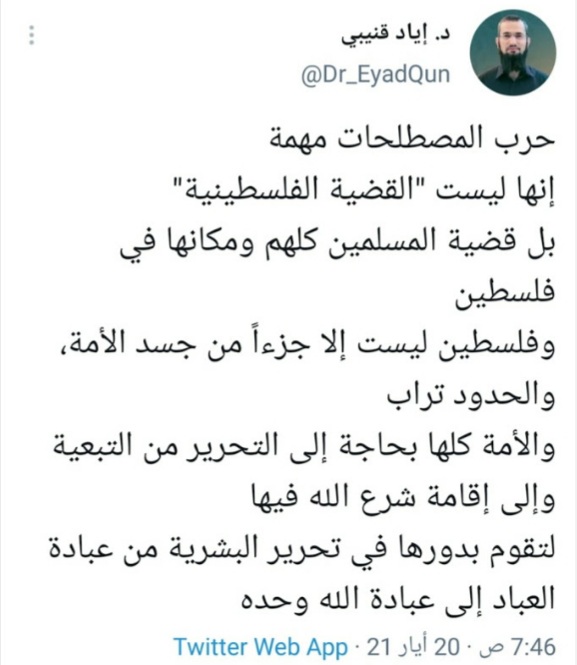 د. إياد قنيبي
@Dr_EyadQun
حرب المصطلحات مهمة
إنها ليست "القضية الفلسطينية"
بل قضية المسلمين كلهم ومكانها في
فلسطين
وفلسطين ليست إلا جزءاً من جسد الأمة،
والحدود تراب
والأمة كلها بحاجة إلى التحرير من التبعية
وإلى إقامة شرع الله فيها
لتقوم بدورها في تحرير البشرية من عبادة
العباد إلى عبادة الله وحده
7:46 ص · 20 أيار 21 · Twitter Web App